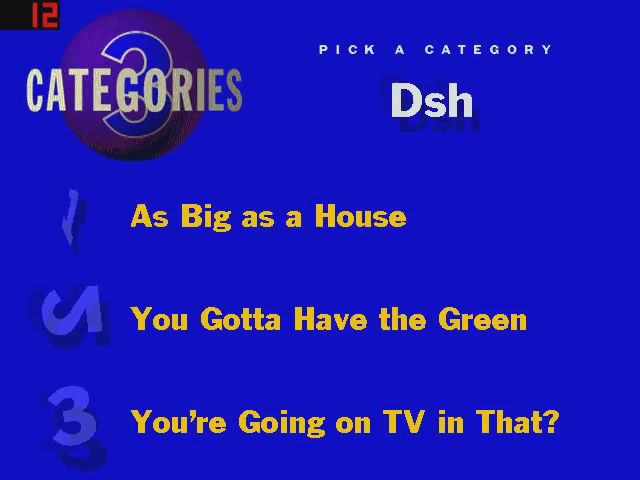 12
3
CATEGORIES
PICK A CATEGORY
Dsh
1 As Big as a House
2 You Gotta Have the Green
3 You're Going on TV in That?